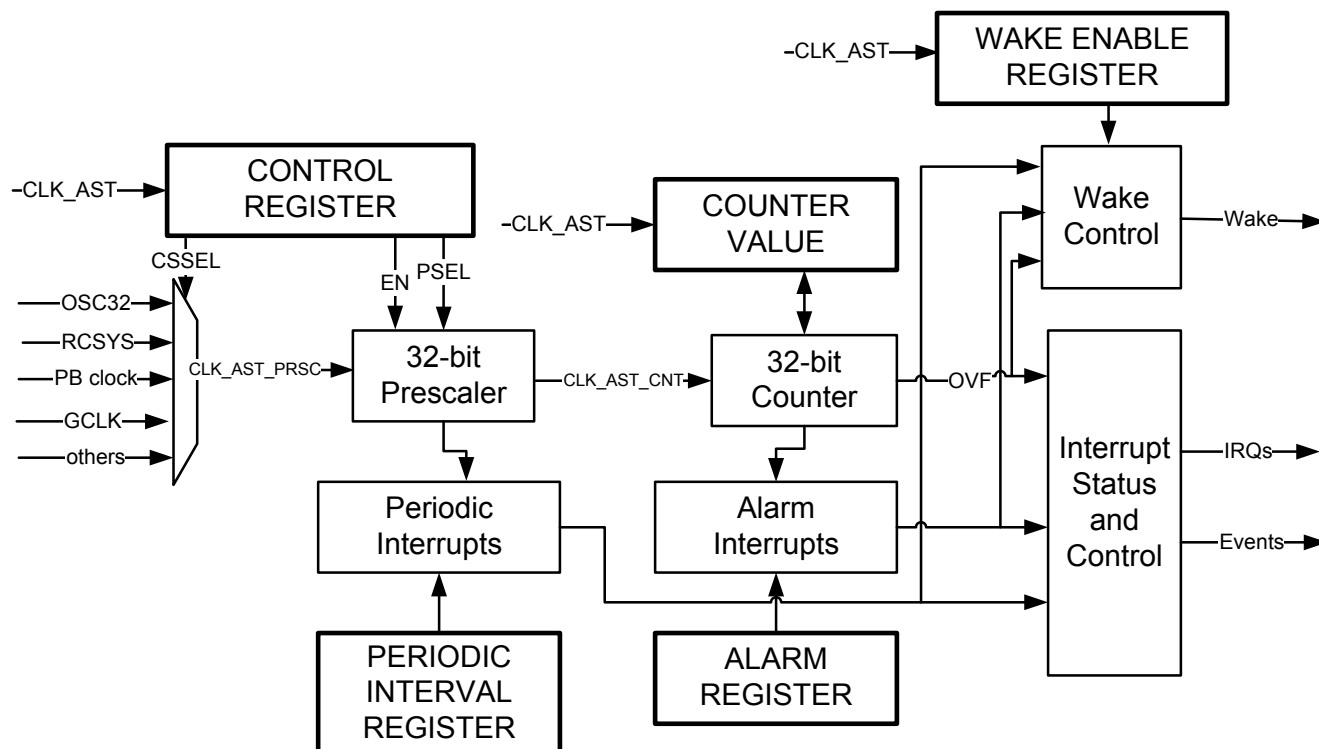 CLK_AST
WAKE ENABLE
REGISTER
CLK_AST
CONTROL
REGISTER
CLK_AST
COUNTER
VALUE
Wake
Control
Wake
CSSEL
EN
PSEL
OSC32
RCSYS
PB clock
GCLK
others
CLK_AST_PRSC
32-bit
Prescaler
CLK_AST_CNT
32-bit
Counter
OVF
Periodic
Interrupts
Alarm
Interrupts
Interrupt
Status
and
Control
IRQs
Events
PERIODIC
INTERVAL
REGISTER
ALARM
REGISTER